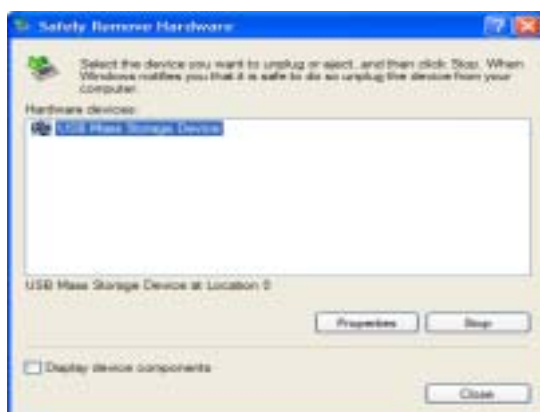 Safely Remove Hardware
Select the device you want to unplug or eject, and then click Stop. When
Windows notifies you that it is safe to do so unplug the device from your
computer.
Hardware devices:
USB Mass Storage Device
USB Mass Storage Device at Location 0
Properties Stop
Display device components
Close